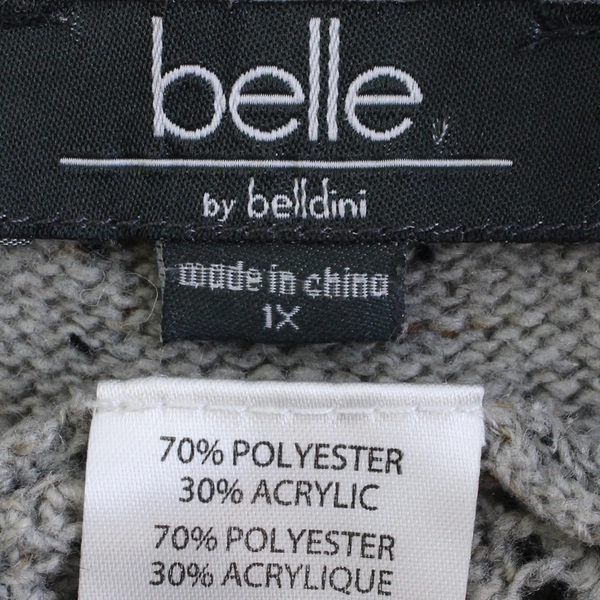 belle
by belldini
made in china
1X
70% POLYESTER
30% ACRYLIC
70% POLYESTER
30% ACRYLIQUE